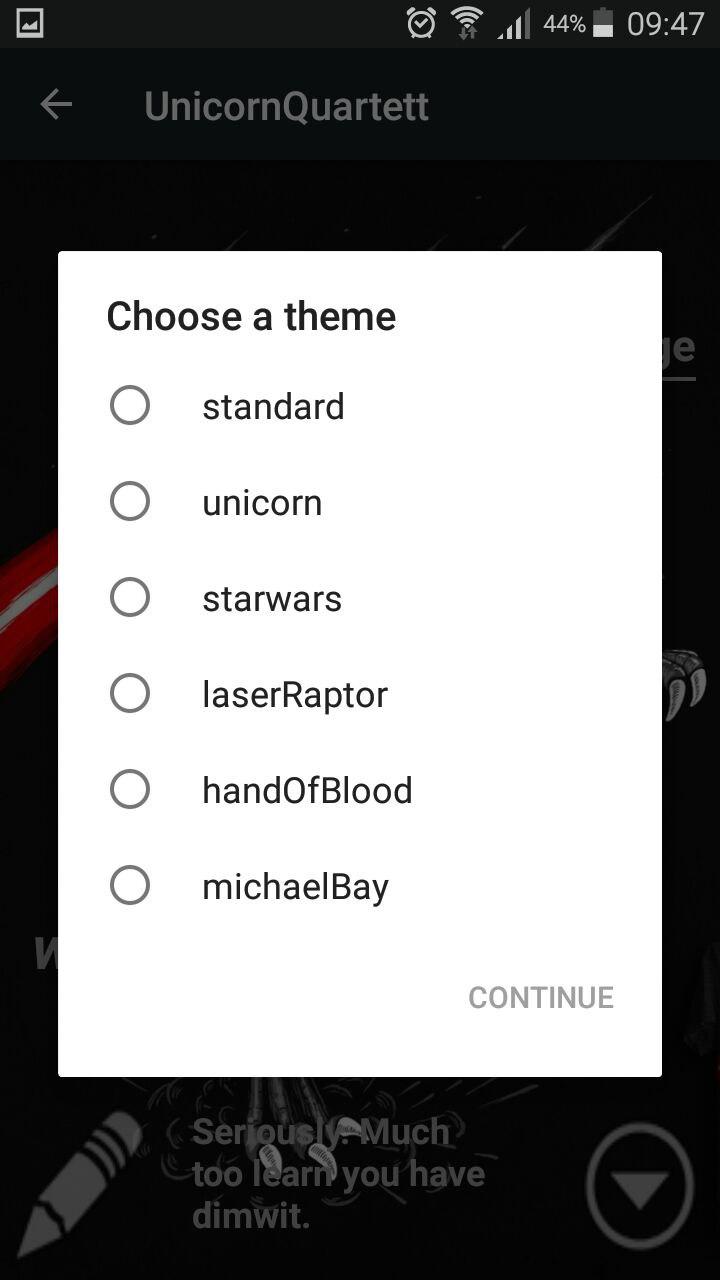 44% 09:47
UnicornQuartett
Choose a theme
standard
unicorn
starwars
laserRaptor
handOfBlood
michaelBay
CONTINUE
Seriously? Much
too learn you have
dimwit.